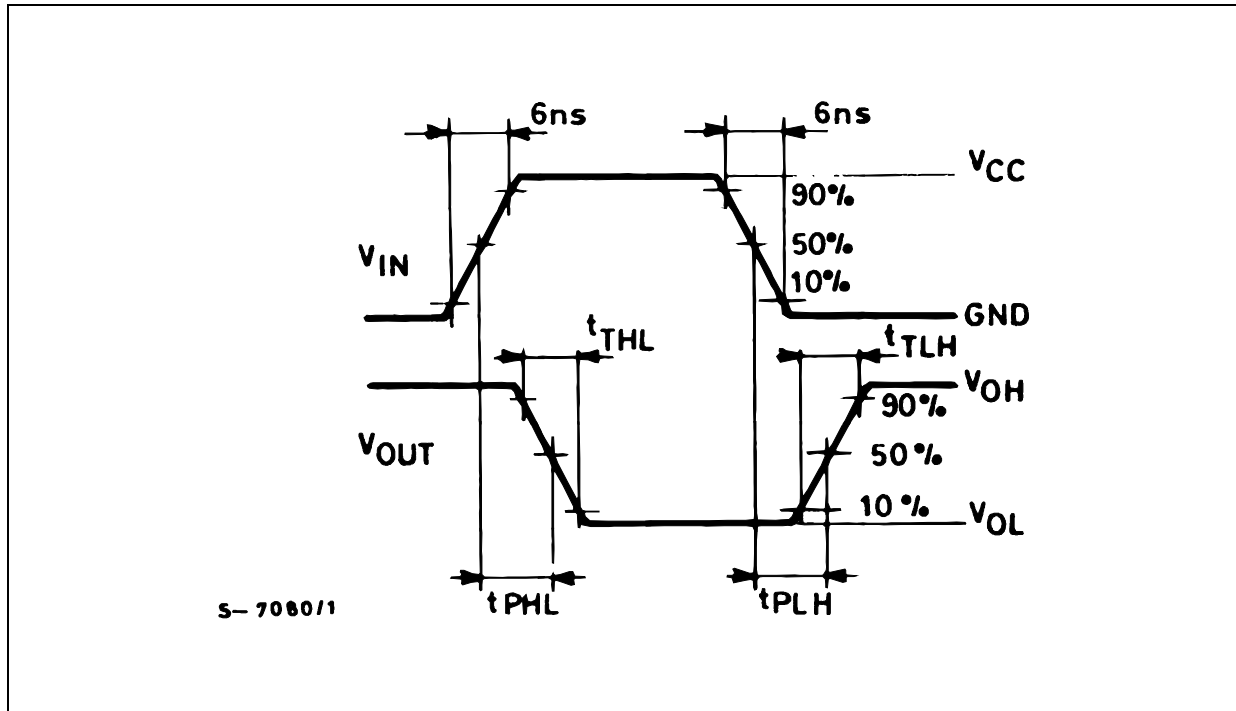 6ns
6ns
VCC
90%
50%
10%
VIN
GND
tTHL
tTLH
VOH
90%
VOUT
50%
10%
VOL
tPHL
tPLH
S-7080/1